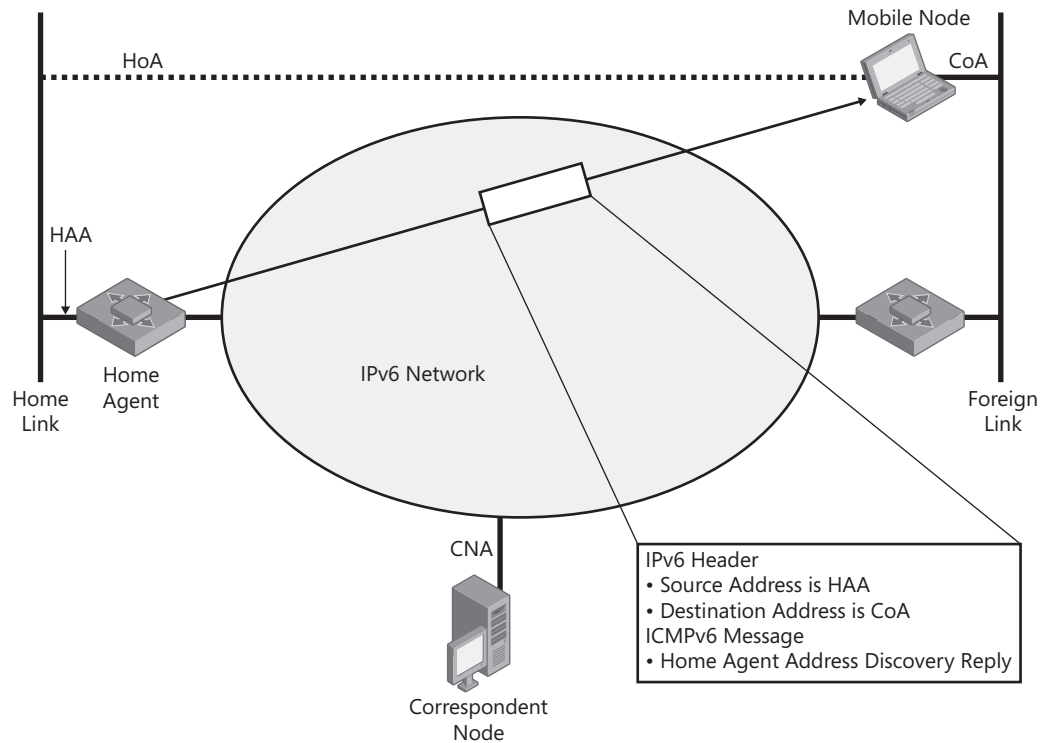 Mobile Node
HoA
CoA
HAA
Home
Agent
Home
Link
IPv6 Network
Foreign
Link
CNA
Correspondent
Node
IPv6 Header
• Source Address is HAA
• Destination Address is CoA
ICMPv6 Message
• Home Agent Address Discovery Reply